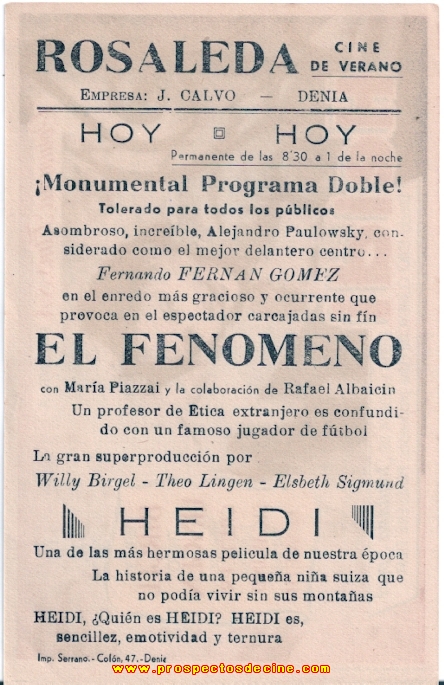 ROSALEDA CINE DE VERANO
EMPRESA: J. CALVO — DENIA
HOY HOY
Permanente de las 8'30 a 1 de la noche
¡Monumental Programa Doble!
Tolerado para todos los públicos
Asombroso, increíble, Alejandro Paulowsky, con-
siderado como el mejor delantero centro...
Fernando FERNAN GOMEZ
en el enredo más gracioso y ocurrente que
provoca en el espectador carcajadas sin fín
EL FENOMENO
con María Piazzai y la colaboración de Rafael Albaicin
Un profesor de Etica extranjero es confundi-
do con un famoso jugador de fútbol
La gran superproducción por
Willy Birgel - Theo Lingen - Elsbeth Sigmund
HEIDI
Una de las más hermosas pelicula de nuestra época
La historia de una pequeña niña suiza que
no podía vivir sin sus montañas
HEIDI, ¿Quién es HEIDI? HEIDI es,
sencillez, emotividad y ternura
Imp. Serrano.- Colón, 47.-Denia
www.prospectosdecine.com